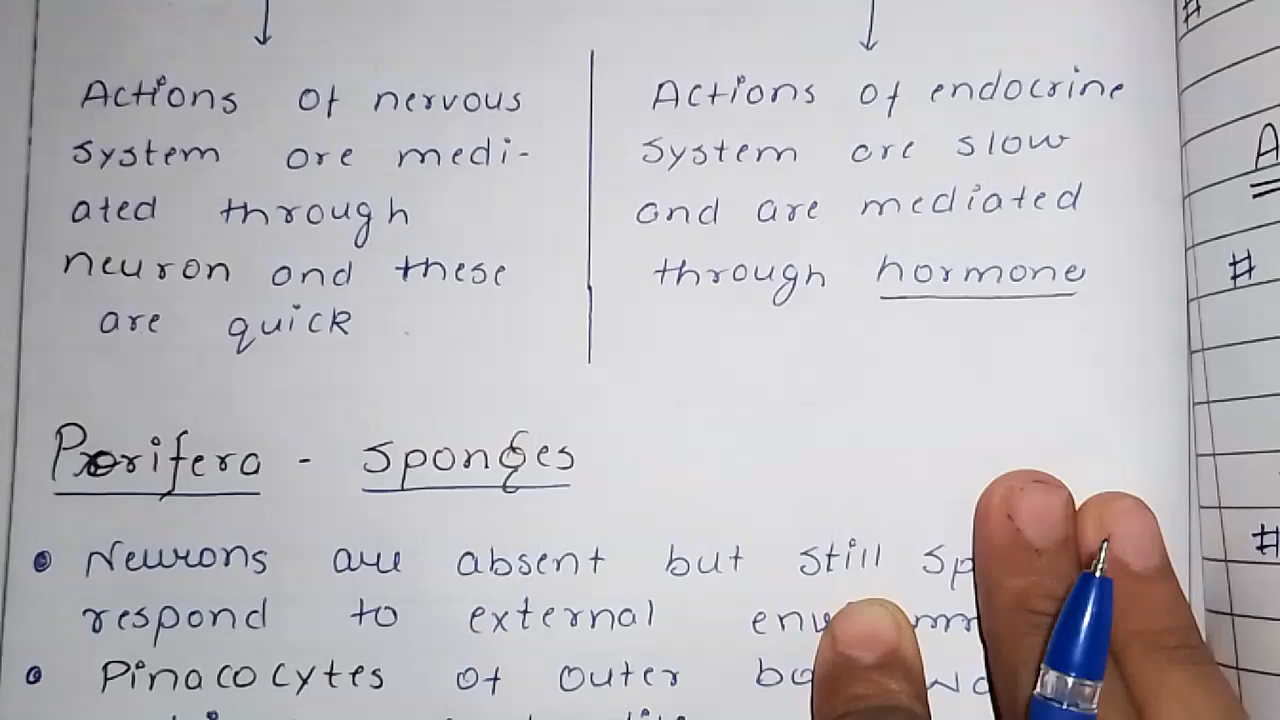 Actions of nervous
system are medi-
ated through
neuron and these
are quick
Actions of endocrine
system are slow
and are mediated
through hormone
Porifera - Sponges
Neurons are absent but still
respond to external
Pinacocytes of outer
#
A
#
#